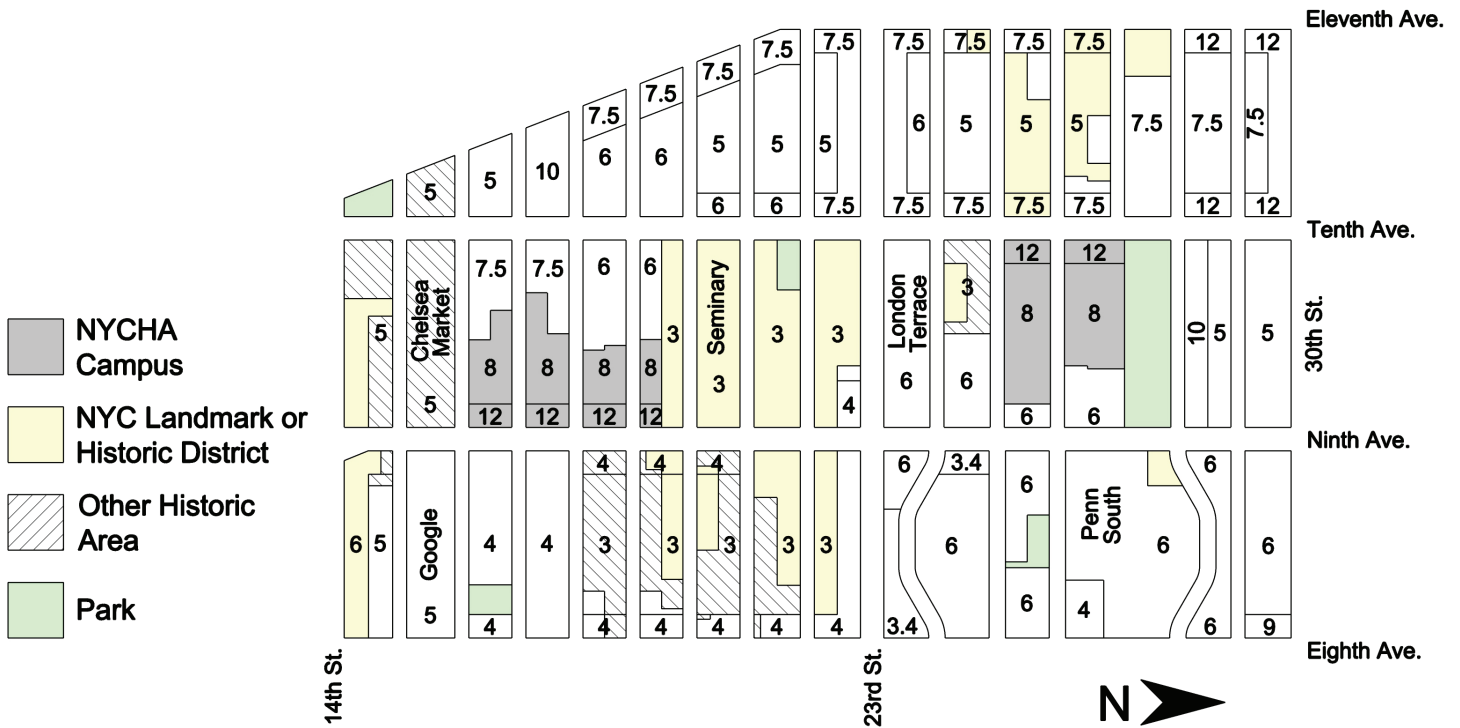 Eleventh Ave.
7.5 7.5 7.5 7.5 7.5 7.5 12 12
7.5
7.5
7.5
7.5
5 5 10 6 6 5 5 5 6 5 5 5 7.5 7.5 7.5
6 6 7.5 7.5 7.5 7.5 7.5 12 12
Tenth Ave.
7.5 7.5 6 6 12 12
Chelsea
Market
5
5
8 8 8 8
12 12 12 12
3
Seminary
3
3 3
4
London
Terrace
6
3
6
8 8
6 6
10 5 5
30th St.
NYCHA
Campus
NYC Landmark or
Historic District
Other Historic
Area
Park
Ninth Ave.
4 4 4 6 3.4 6 6
6 5
Google
5
4 4 3 3 3 3 3
6
Penn
South
6 6
6 4
4 4 4 4 4 4 3.4 6 9
Eighth Ave.
14th St.
23rd St.
N